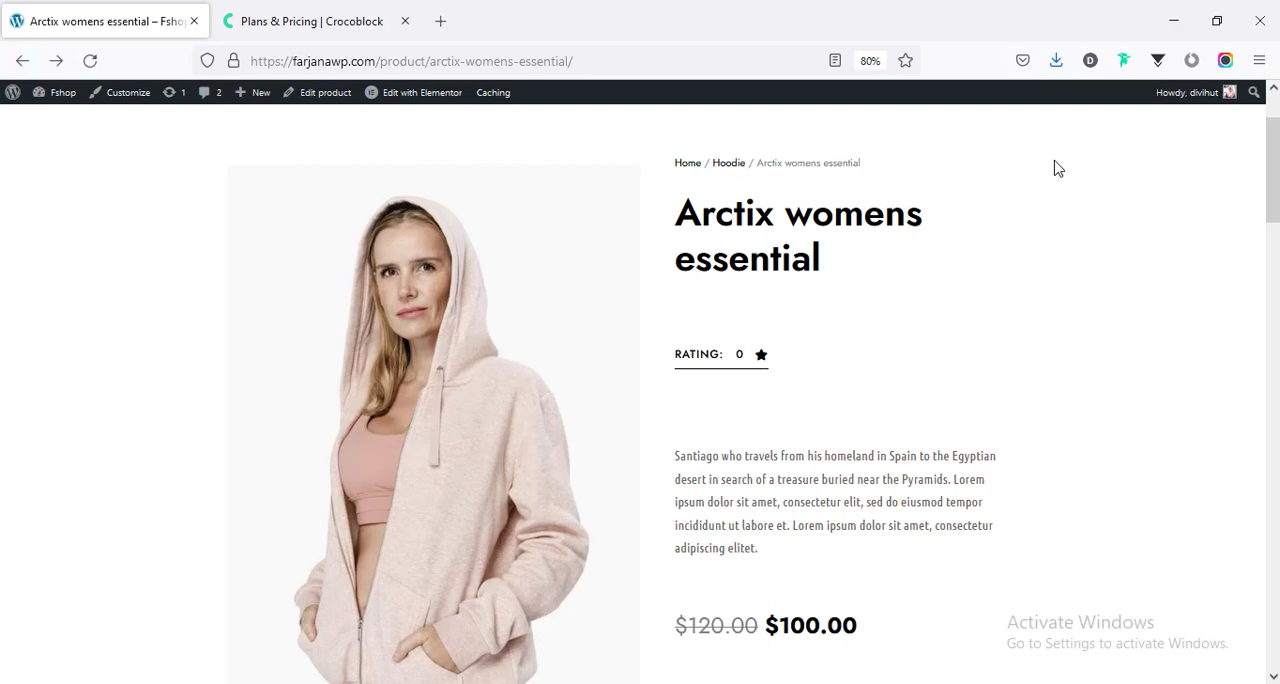 Arctix womens essential – Fshop
Plans & Pricing | Crocoblock
https://farjanawp.com/product/arctix-womens-essential/
80%
D
Fshop
Customize
1
2
New
Edit product
Edit with Elementor
Caching
Howdy, divihut
Home / Hoodie / Arctix womens essential
Arctix womens
essential
RATING: 0
Santiago who travels from his homeland in Spain to the Egyptian
desert in search of a treasure buried near the Pyramids. Lorem
ipsum dolor sit amet, consectetur elit, sed do eiusmod tempor
incididunt ut labore et. Lorem ipsum dolor sit amet, consectetur
adipiscing elitet.
$120.00 $100.00
Activate Windows
Go to Settings to activate Windows.